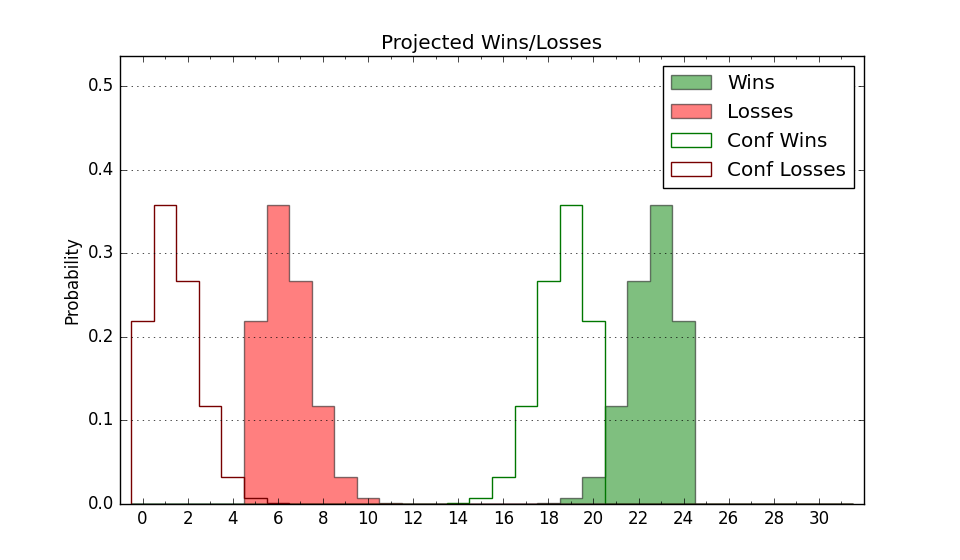 Projected Wins/Losses
0.5
0.4
0.3
0.2
0.1
0.0
Probability
Wins
Losses
Conf Wins
Conf Losses
0 2 4 6 8 10 12 14 16 18 20 22 24 26 28 30